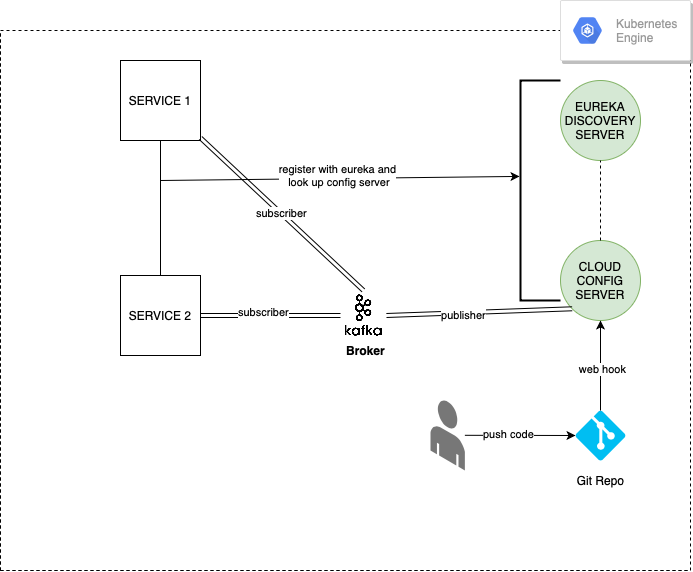 Kubernetes
Engine
SERVICE 1
EUREKA
DISCOVERY
SERVER
register with eureka and
look up config server
subscriber
CLOUD
CONFIG
SERVER
SERVICE 2
subscriber
kafka
publisher
Broker
web hook
push code
Git Repo